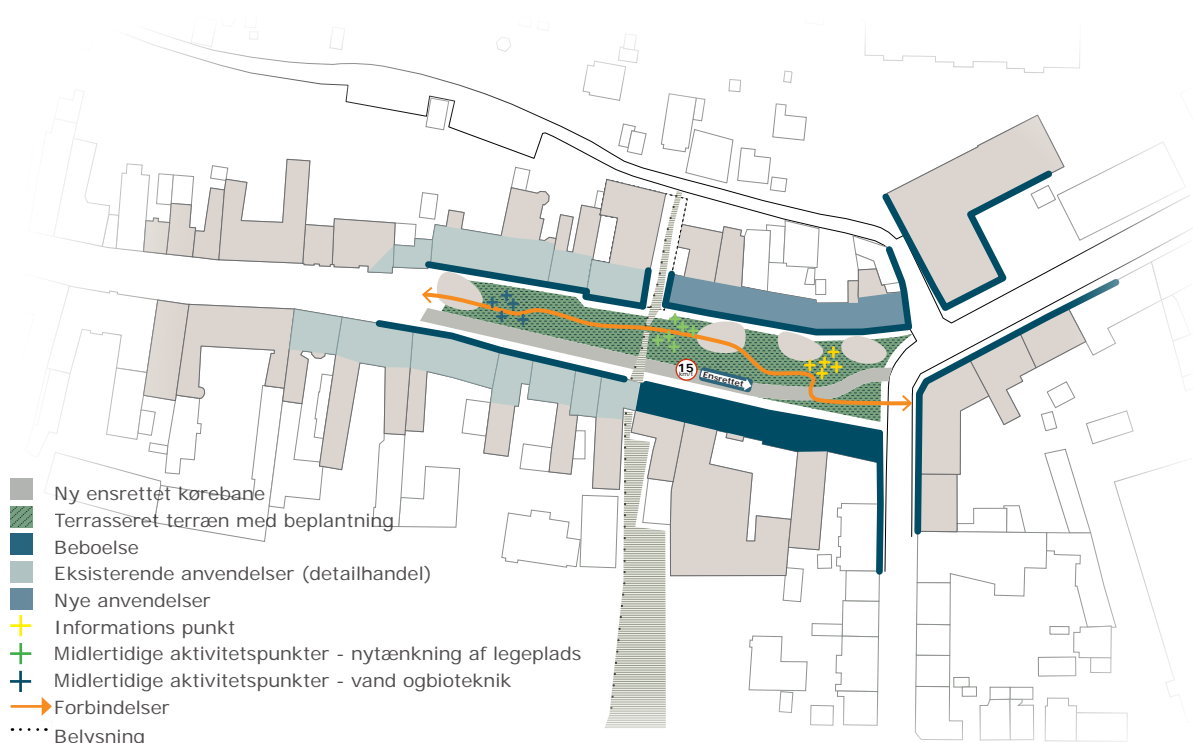 15
km/t
Ensrettet
Ny ensrettet kørebane
Terrasseret terræn med beplantning
Beboelse
Eksisterende anvendelser (detailhandel)
Nye anvendelser
Informations punkt
Midlertidige aktivitetspunkter - nytænkning af legeplads
Midlertidige aktivitetspunkter - vand ogbioteknik
Forbindelser
Belysning